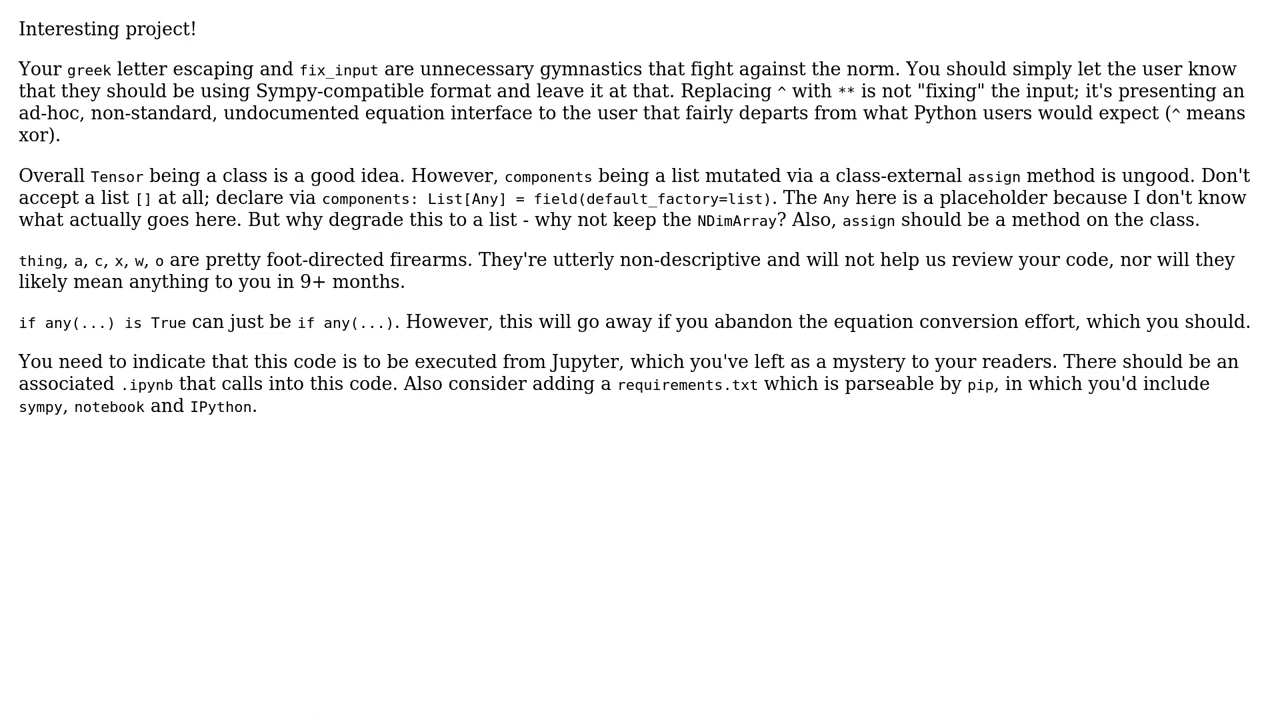 Interesting project!
Your greek letter escaping and fix_input are unnecessary gymnastics that fight against the norm. You should simply let the user know
that they should be using Sympy-compatible format and leave it at that. Replacing ^ with ** is not "fixing" the input; it's presenting an
ad-hoc, non-standard, undocumented equation interface to the user that fairly departs from what Python users would expect (^ means
xor).
Overall Tensor being a class is a good idea. However, components being a list mutated via a class-external assign method is ungood. Don't
accept a list [] at all; declare via components: List[Any] = field(default_factory=list). The Any here is a placeholder because I don't know
what actually goes here. But why degrade this to a list - why not keep the NDimArray? Also, assign should be a method on the class.
thing, a, c, x, w, o are pretty foot-directed firearms. They're utterly non-descriptive and will not help us review your code, nor will they
likely mean anything to you in 9+ months.
if any(...) is True can just be if any(...). However, this will go away if you abandon the equation conversion effort, which you should.
You need to indicate that this code is to be executed from Jupyter, which you've left as a mystery to your readers. There should be an
associated .ipynb that calls into this code. Also consider adding a requirements.txt which is parseable by pip, in which you'd include
sympy, notebook and IPython.